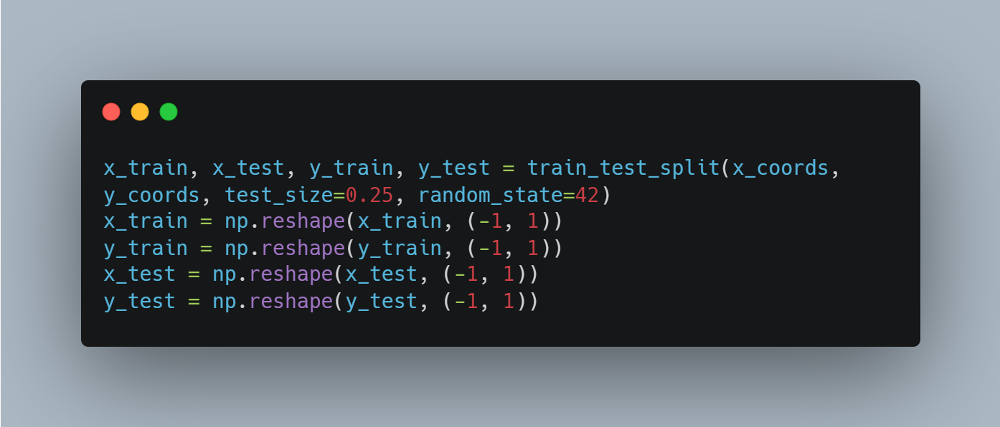 x_train, x_test, y_train, y_test = train_test_split(x_coords,
y_coords, test_size=0.25, random_state=42)
x_train = np.reshape(x_train, (-1, 1))
y_train = np.reshape(y_train, (-1, 1))
x_test = np.reshape(x_test, (-1, 1))
y_test = np.reshape(y_test, (-1, 1))